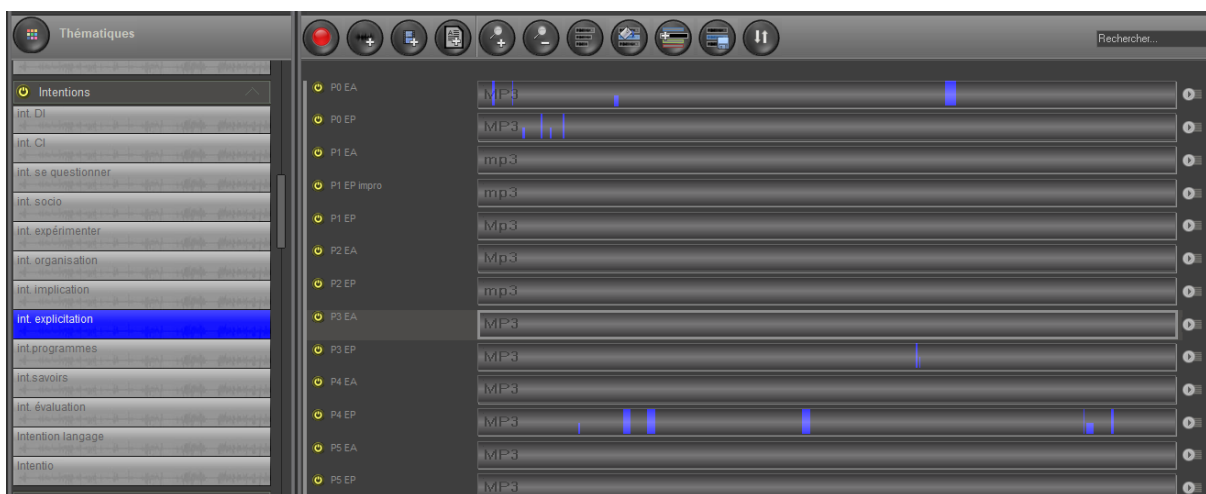 Thématiques
Rechercher...
Intentions
int. DI
int. CI
int. se questionner
int. socio
int. expérimenter
int. organisation
int. implication
int. explicitation
int.programmes
int.savoirs
int. évaluation
Intention langage
Intentio
P0 EA MP3
P0 EP MP3
P1 EA mp3
P1 EP impro mp3
P1 EP Mp3
P2 EA Mp3
P2 EP mp3
P3 EA MP3
P3 EP MP3
P4 EA MP3
P4 EP MP3
P5 EA MP3
P5 EP MP3